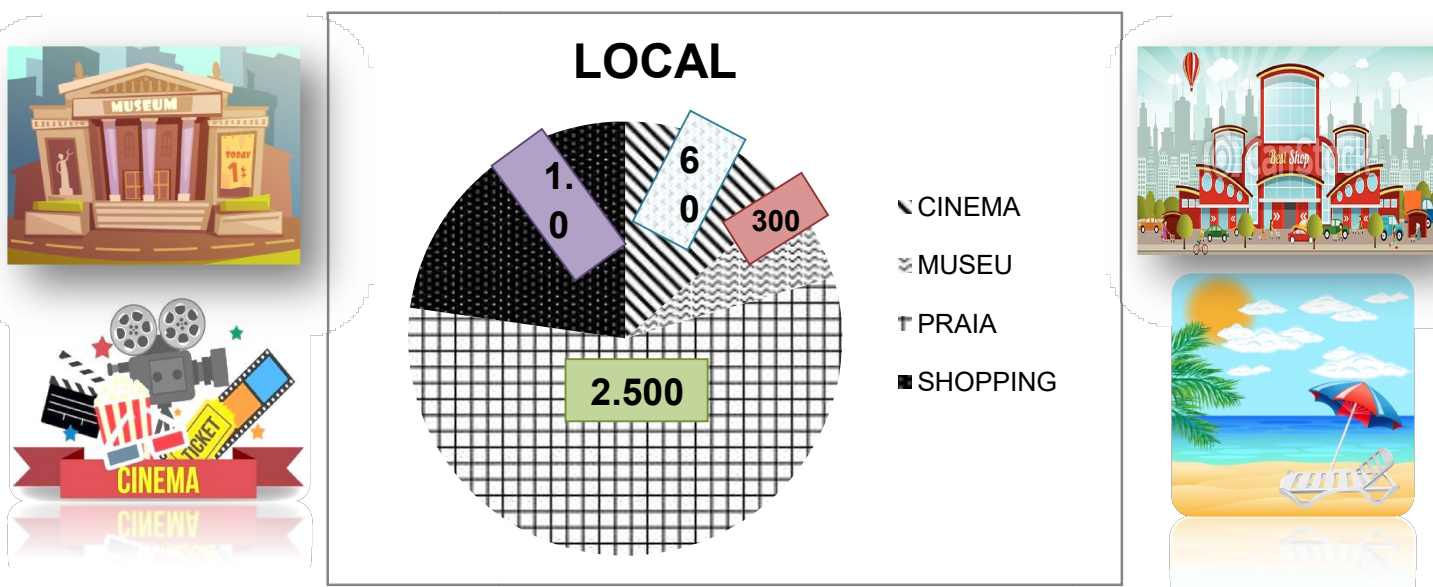 MUSEUM
TODAY
1$
TICKET
CINEMA
LOCAL
6
0
1.
0
300
2.500
CINEMA
MUSEU
PRAIA
SHOPPING
Best Shop